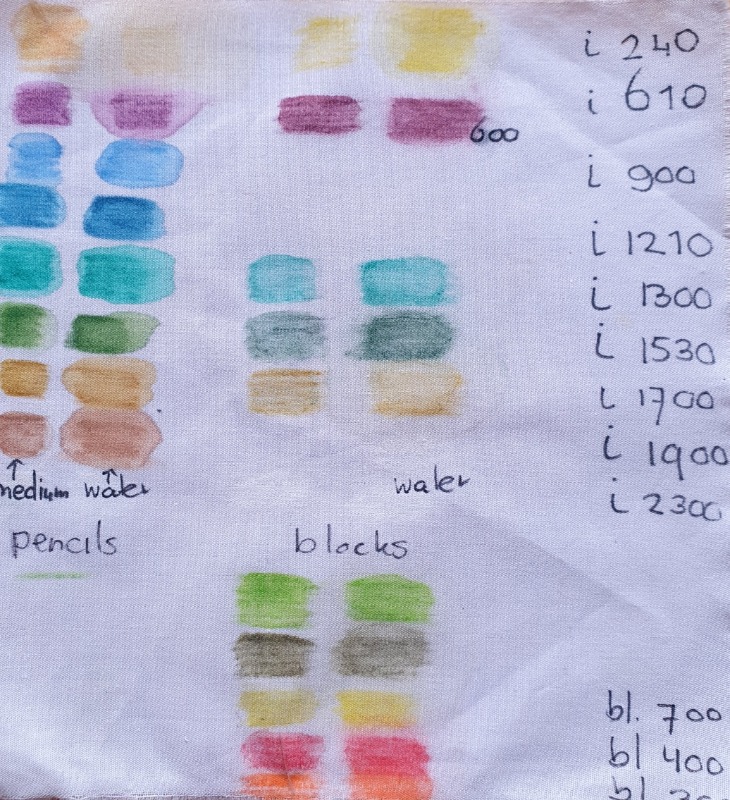 i 240
i 610
600
i 900
i 1210
i 1300
i 1530
i 1700
i 1900
medium water
water
i 2300
pencils
blocks
bl. 700
bl 400
bl